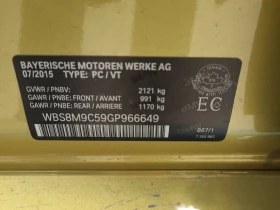 BAYERISCHE MOTOREN WERKE AG
07/2015 TYPE: PC / VT
GVWR / PNBV: 2121 kg
GAWR / PNBE: FRONT / AVANT 991 kg
GAWR / PNBE: REAR / ARRIERE 1170 kg
EC
WBS8M9C59GP966649